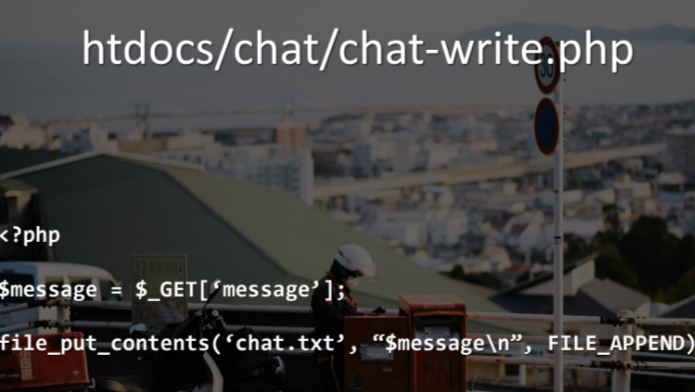 htdocs/chat/chat-write.php
<?php
$message = $_GET[‘message’];
file_put_contents(‘chat.txt’, “$message\n”, FILE_APPEND)